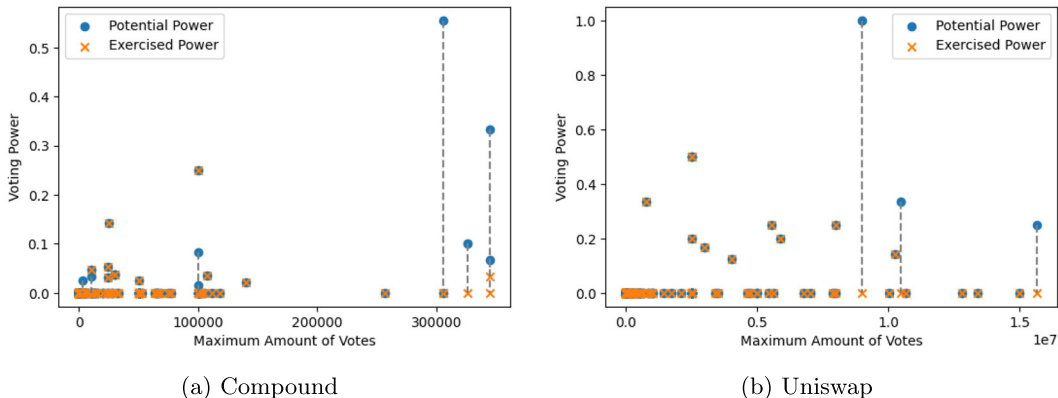 Potential Power
Exercised Power
0.5
0.4
0.3
0.2
0.1
0.0
Voting Power
0
100000
200000
300000
Maximum Amount of Votes
(a) Compound
Potential Power
Exercised Power
1.0
0.8
0.6
0.4
0.2
0.0
Voting Power
0.0
0.5
1.0
1.5
1e7
Maximum Amount of Votes
(b) Uniswap